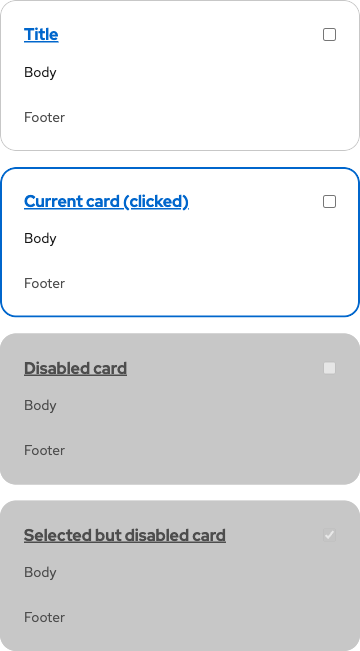 Title
Body
Footer
Current card (clicked)
Body
Footer
Disabled card
Body
Footer
Selected but disabled card
Body
Footer